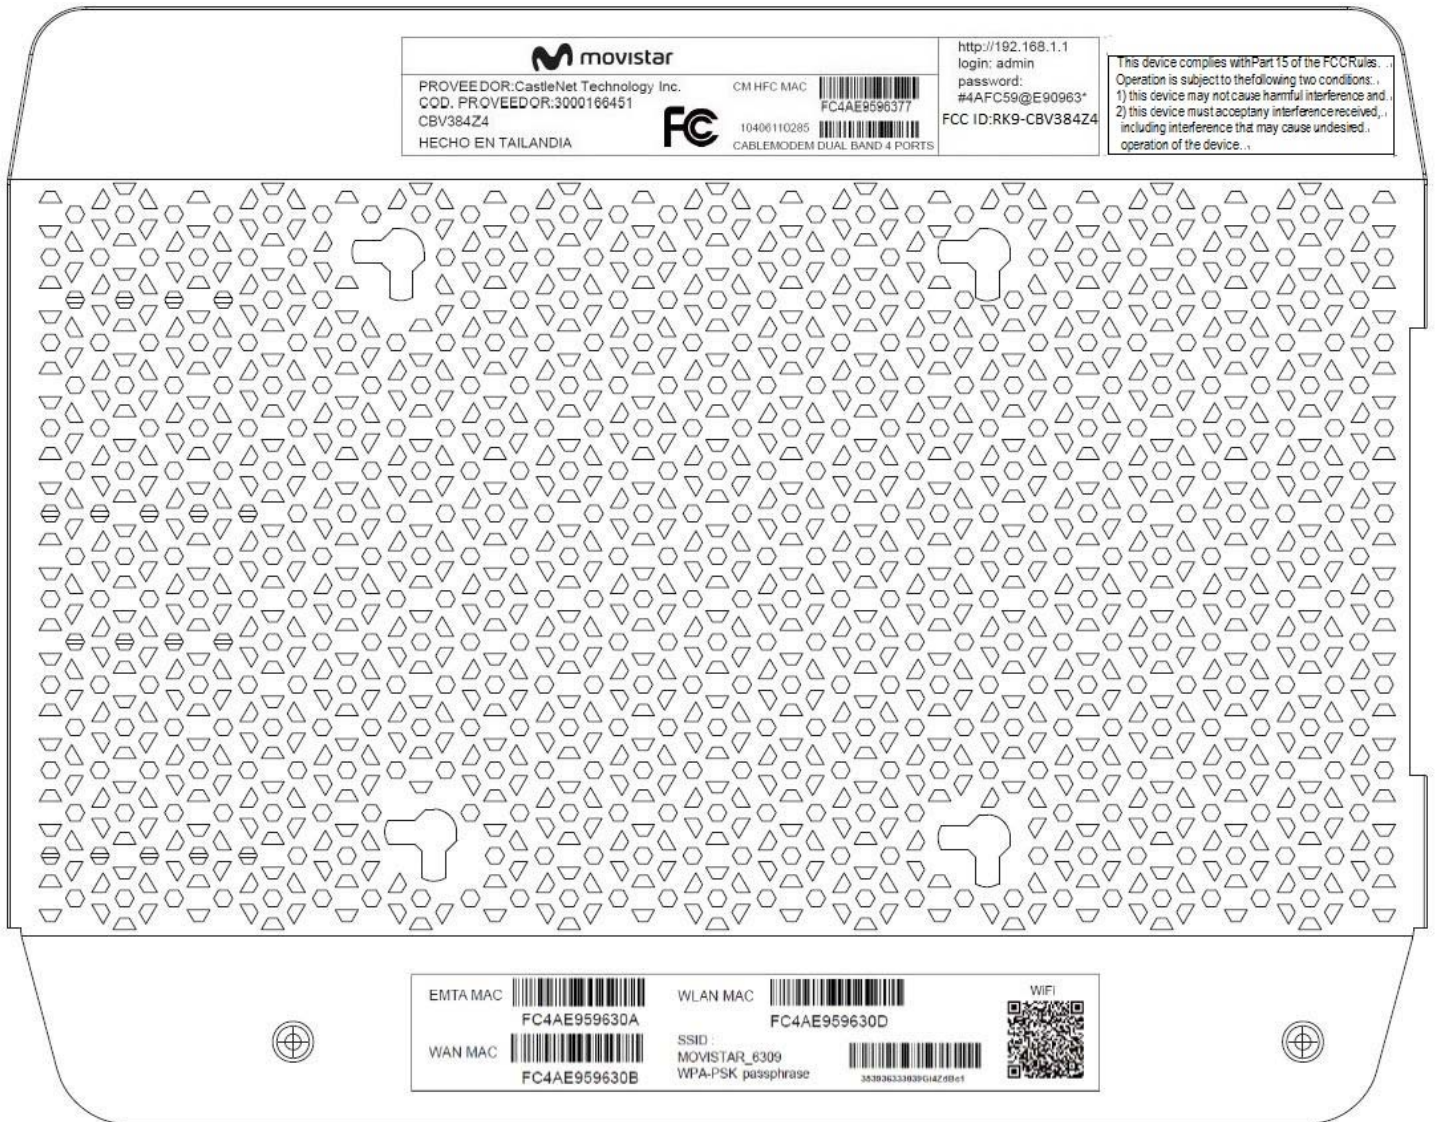 movistar
PROVEEDOR:CastleNet Technology Inc.
COD. PROVEEDOR:3000166451
CBV384Z4
HECHO EN TAILANDIA
FC
CM HFC MAC
FC4AE9596377
10406110285
CABLEMODEM DUAL BAND 4 PORTS
http://192.168.1.1
login: admin
password:
#4AFC59@E90963*
FCC ID:RK9-CBV384Z4
This device complies withPart 15 of the FCCRules.
Operation is subject to thefollowing two conditions:
1) this device may not cause harmful interference and
2) this device must acceptany interference received,
including interference that may cause undesired
operation of the device.
EMTA MAC
FC4AE959630A
WAN MAC
FC4AE959630B
WLAN MAC
FC4AE959630D
SSID :
MOVISTAR_6309
WPA-PSK passphrase
WiFi